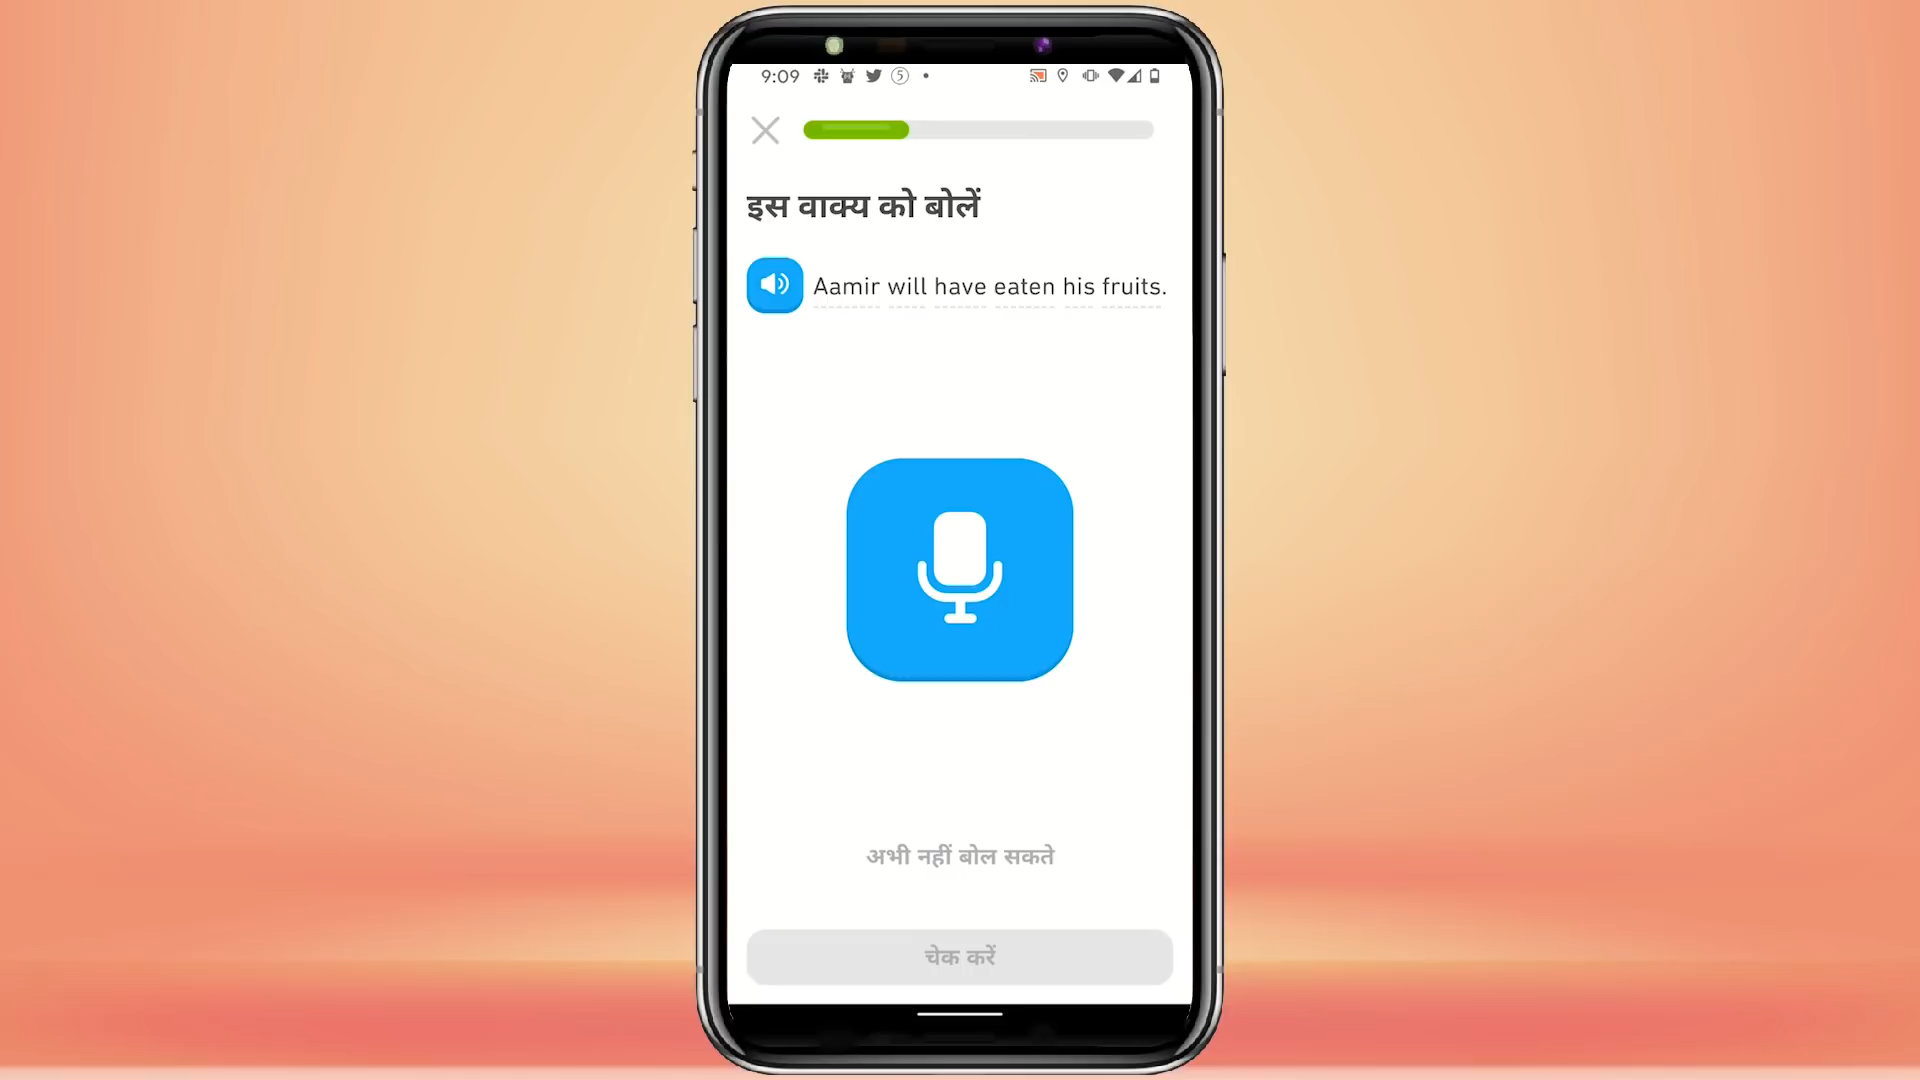 9:09
इस वाक्य को बोलें
Aamir will have eaten his fruits.
अभी नहीं बोल सकते
चेक करें